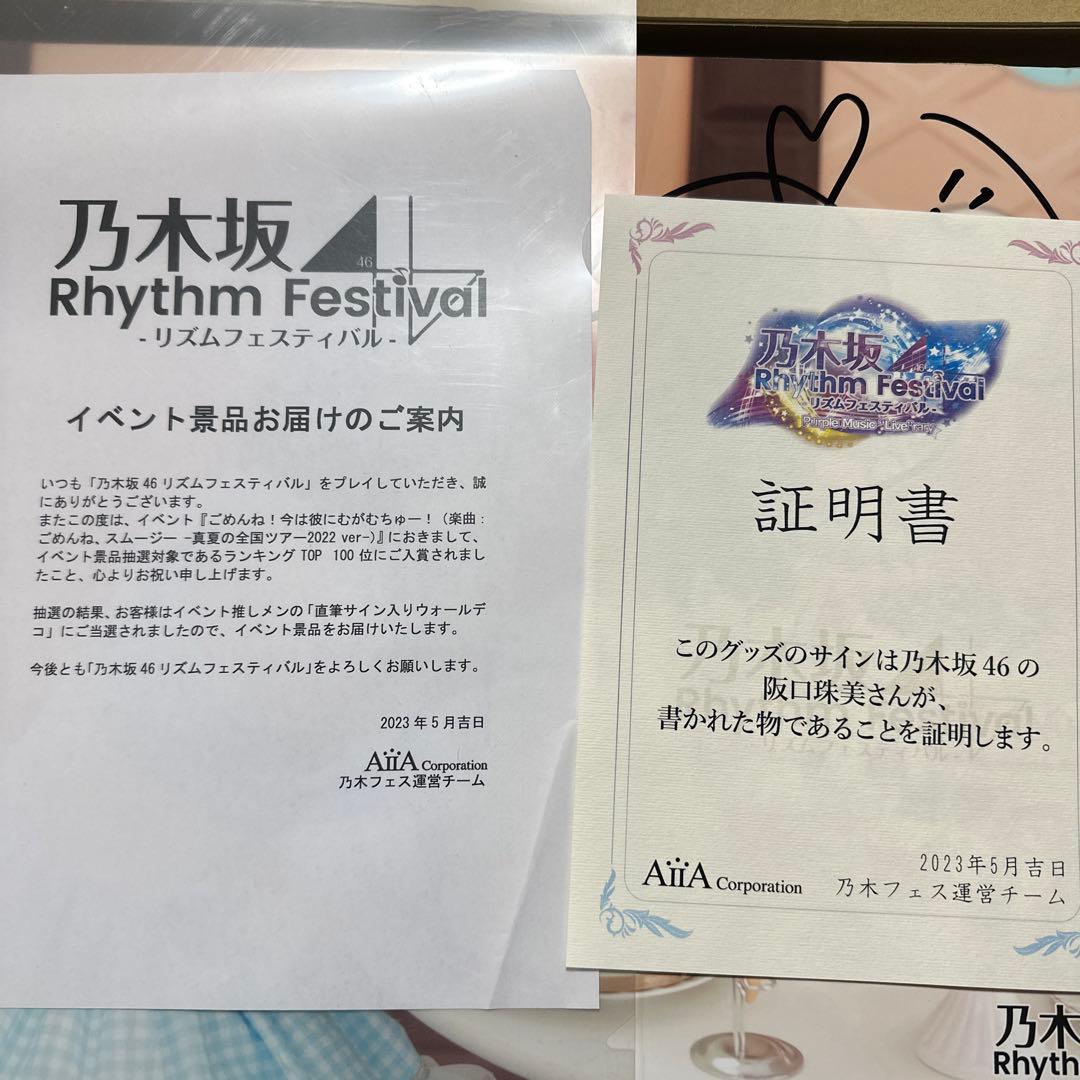 乃木坂46
Rhythm Festival
- リズムフェスティバル -
イベント景品お届けのご案内
いつも「乃木坂 46 リズムフェスティバル」をプレイしていただき、誠
にありがとうございます。
またこの度は、イベント『ごめんね！今は彼にむがむちゅー！（楽曲：
ごめんね、スムージー -真夏の全国ツアー2022 ver-）』におきまして、
イベント景品抽選対象であるランキング TOP 100 位にご入賞されまし
たこと、心よりお祝い申し上げます。
抽選の結果、お客様はイベント推しメンの「直筆サイン入りウォールデ
コ」にご当選されましたので、イベント景品をお届けいたします。
今後とも「乃木坂 46 リズムフェスティバル」をよろしくお願いします。
2023 年 5 月吉日
AiiA Corporation
乃木フェス運営チーム
乃木坂46
Rhythm Festival
- リズムフェスティバル -
Purple Music "Live"rary
証明書
このグッズのサインは乃木坂 46 の
阪口珠美さんが、
書かれた物であることを証明します。
2023年5月吉日
AiiA Corporation
乃木フェス運営チーム
乃木
Rhyth